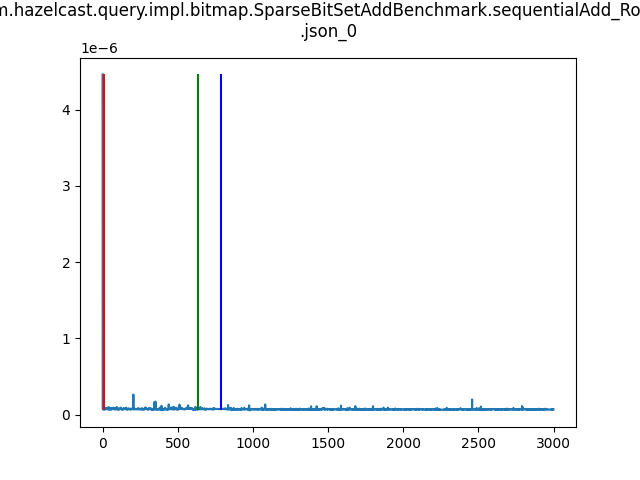 m.hazelcast.query.impl.bitmap.SparseBitSetAddBenchmark.sequentialAdd_Ro
.json_0
1e−6
4
3
2
1
0
0 500 1000 1500 2000 2500 3000